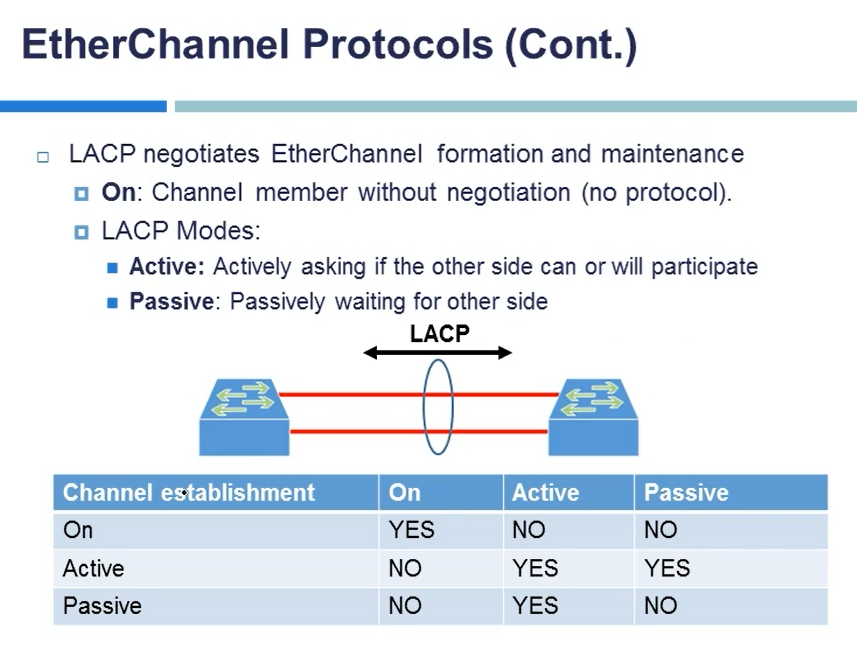 EtherChannel Protocols (Cont.)
LACP negotiates EtherChannel formation and maintenance
On: Channel member without negotiation (no protocol).
LACP Modes:
Active: Actively asking if the other side can or will participate
Passive: Passively waiting for other side
LACP
Channel establishment On Active Passive
On YES NO NO
Active NO YES YES
Passive NO YES NO